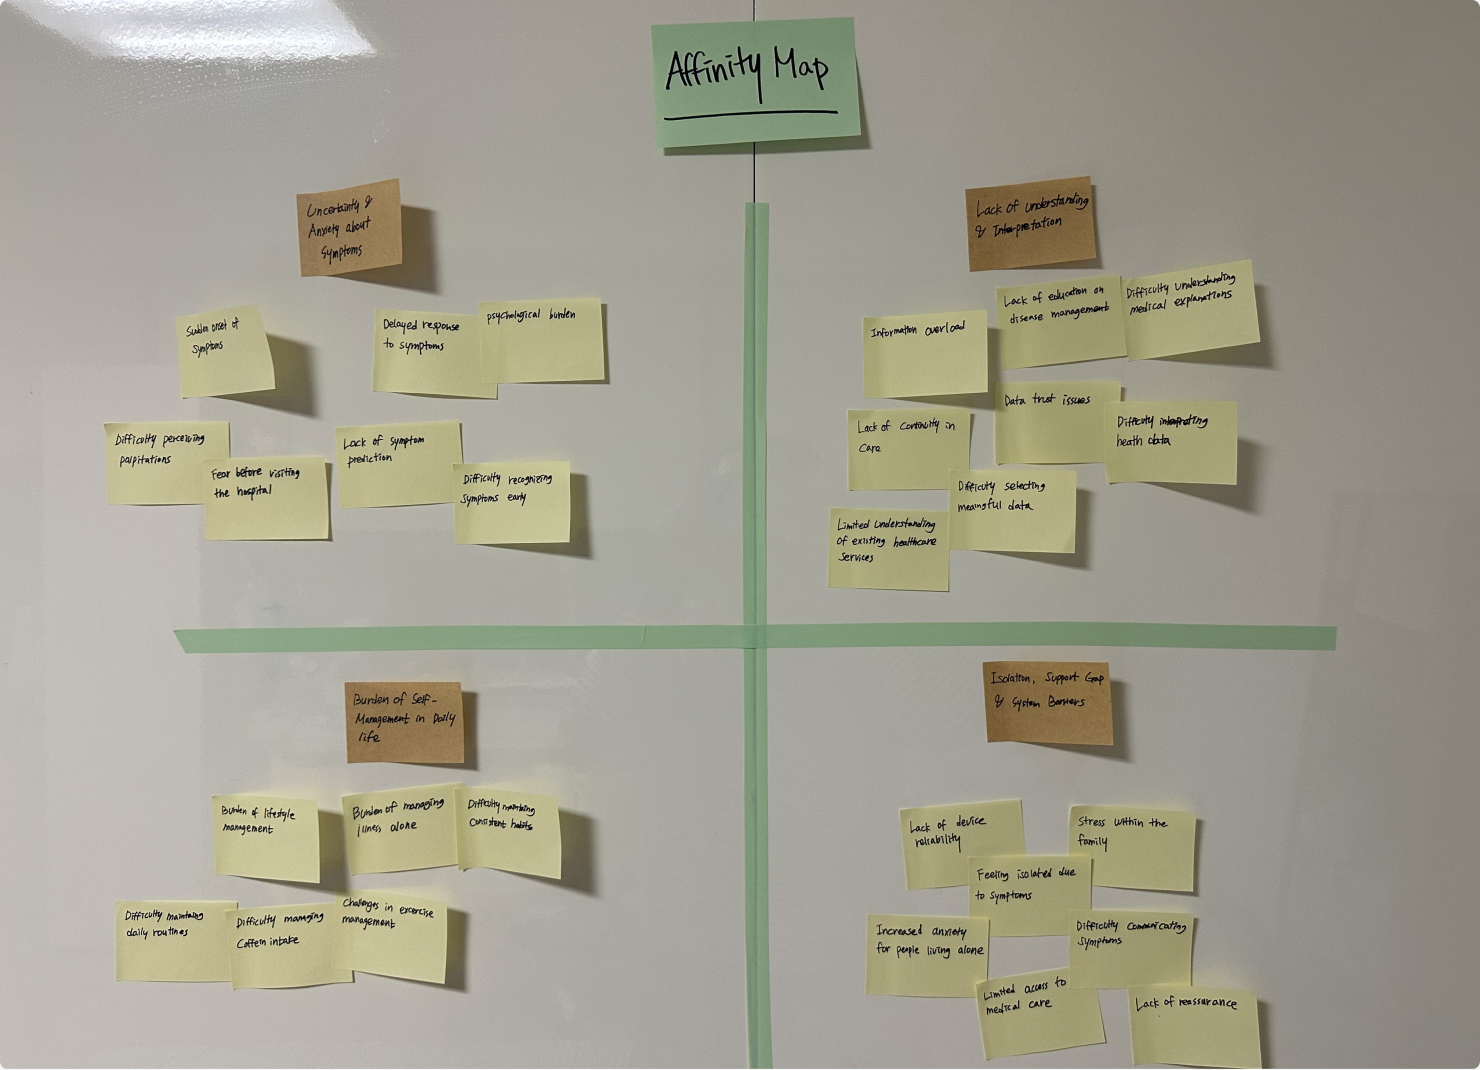 Affinity Map
Uncertainty &
Anxiety about
Symptoms
Sudden onset of
Symptoms
Delayed response
to symptoms
psychological burden
Difficulty perceiving
palpitations
Fear before visiting
the hospital
Lack of symptom
prediction
Difficulty recognizing
Symptoms early
Lack of understanding
& Interpretation
Information overload
Lack of education on
disease management
Difficulty understanding
medical explanations
Lack of continuity in
Care
Data trust issues
Difficulty interpreting
heath data
Difficulty selecting
meaningful data
Limited understanding
of existing healthcare
services
Burden of Self-
Management in Daily
life
Burden of lifestyle
management
Burden of managing
illness alone
Difficulty maintaining
consistent habits
Difficulty maintaining
daily routines
Difficulty managing
Coffein intake
Challenges in excercise
management
Isolation, Support Gap
& System Barriers
Lack of device
reliability
Stress within the
family
Feeling isolated due
to symptoms
Increased anxiety
for people living alone
Difficulty communicating
Symptoms
Limited access to
medical care
Lack of reassurance